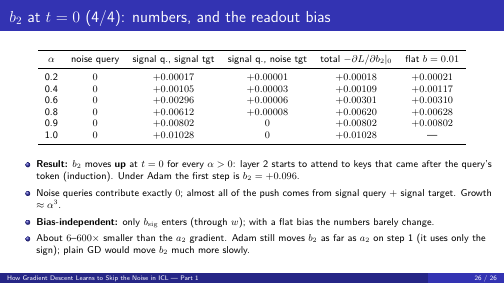 b₂ at t = 0 (4/4): numbers, and the readout bias
α noise query signal q., signal tgt signal q., noise tgt total −∂L/∂b₂|₀ flat b = 0.01
0.2 0 +0.00017 +0.00001 +0.00018 +0.00021
0.4 0 +0.00105 +0.00003 +0.00109 +0.00117
0.6 0 +0.00296 +0.00006 +0.00301 +0.00310
0.8 0 +0.00612 +0.00008 +0.00620 +0.00628
0.9 0 +0.00802 0 +0.00802 +0.00802
1.0 0 +0.01028 0 +0.01028 —
Result: b₂ moves up at t = 0 for every α > 0: layer 2 starts to attend to keys that came after the query's
token (induction). Under Adam the first step is b₂ = +0.096.
Noise queries contribute exactly 0; almost all of the push comes from signal query + signal target. Growth
≈ α³.
Bias-independent: only b_sig enters (through w); with a flat bias the numbers barely change.
About 6–600× smaller than the a₂ gradient. Adam still moves b₂ as far as a₂ on step 1 (it uses only the
sign); plain GD would move b₂ much more slowly.
How Gradient Descent Learns to Skip the Noise in ICL — Part 1 26 / 26